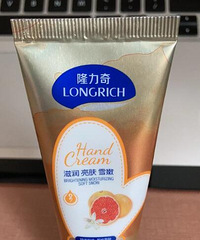 隆力奇
LONGRICH
Hand
Cream
滋润 亮肤 雪嫩
BRIGHTENING MOISTURIZING
SOFT SNOW